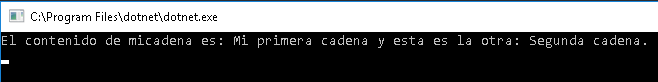 C:\Program Files\dotnet\dotnet.exe
El contenido de micadena es: Mi primera cadena y esta es la otra: Segunda cadena.